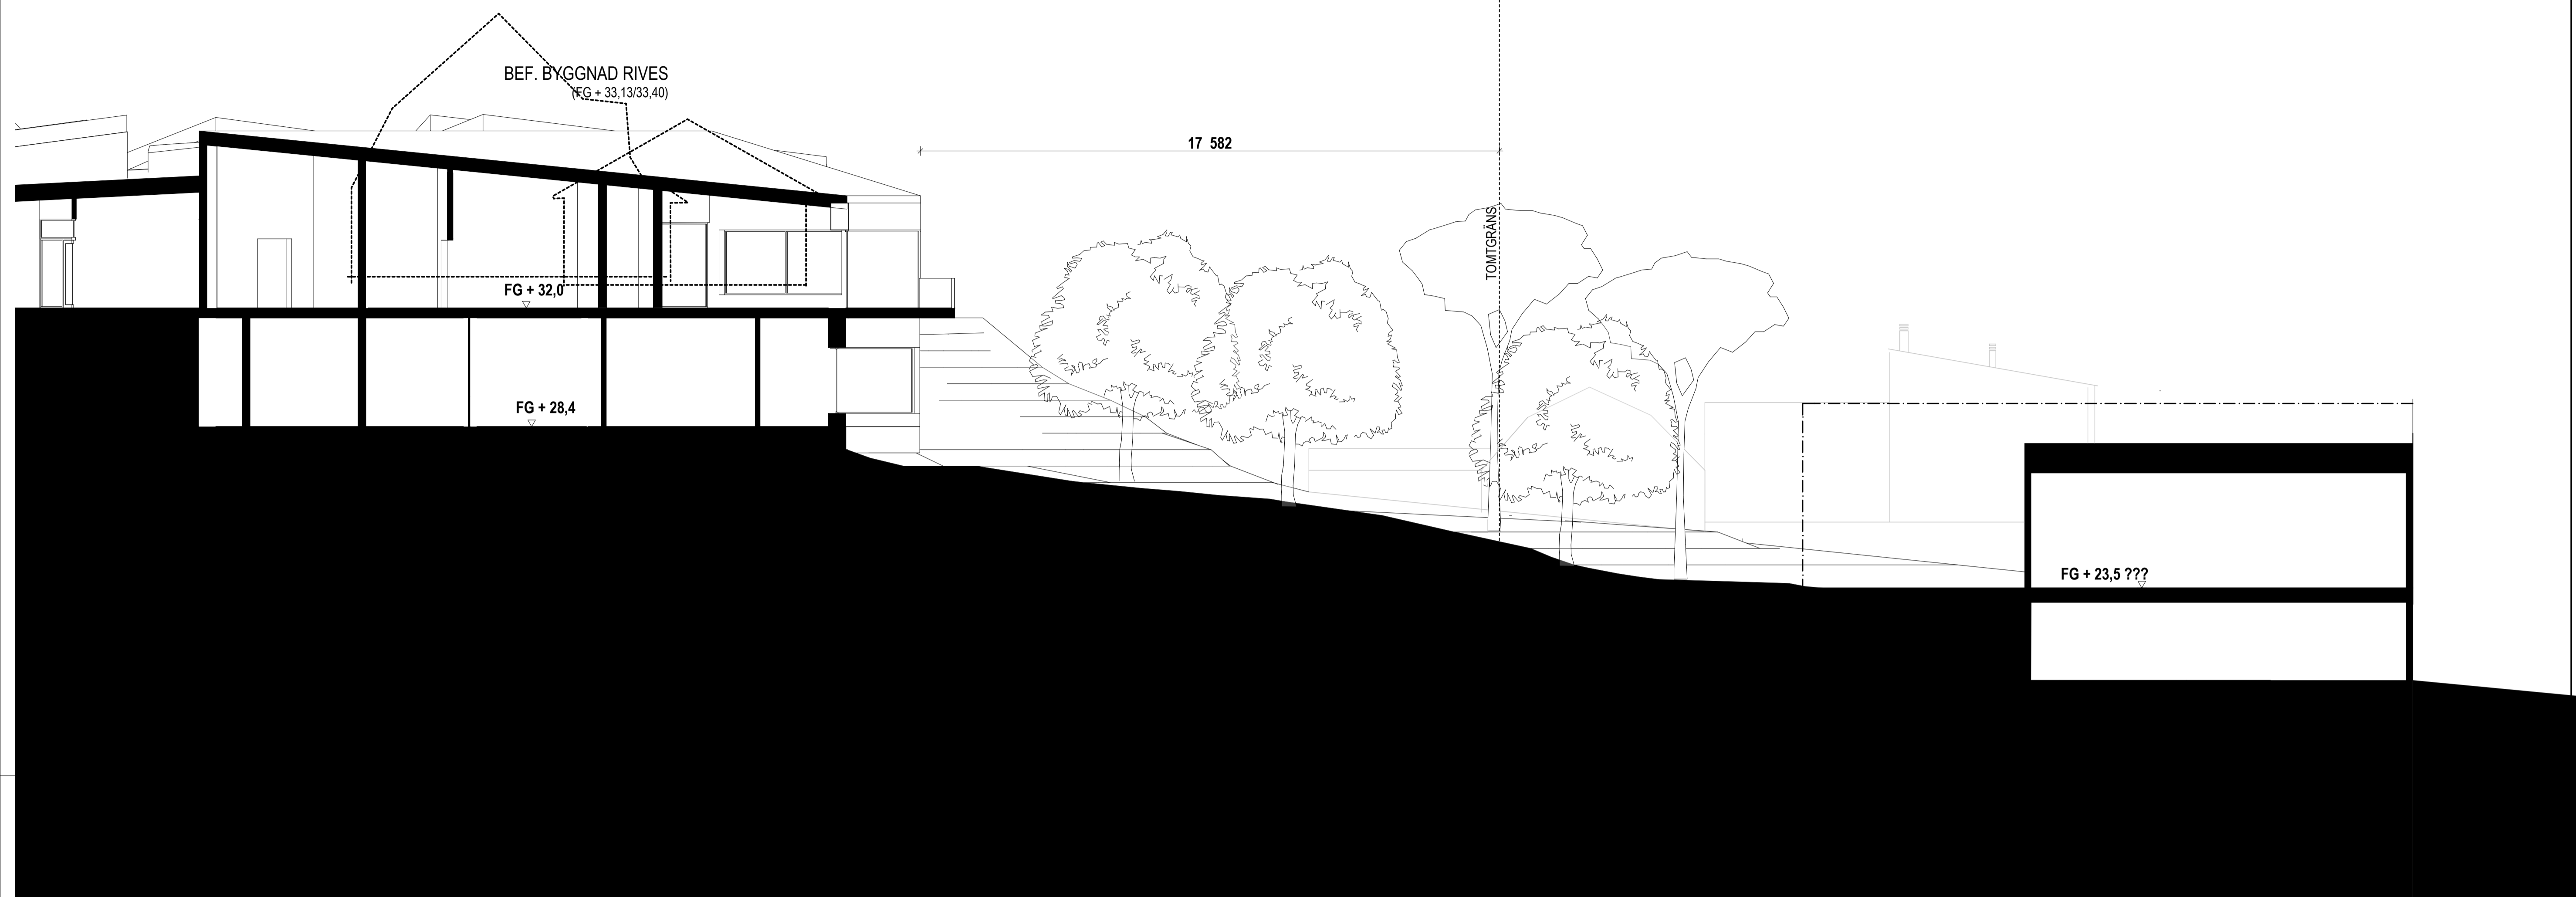 BEF. BYGGNAD RIVES
(FG + 33,13/33,40)
17 582
TOMTGRÄNS
FG + 32,0
FG + 28,4
FG + 23,5 ???